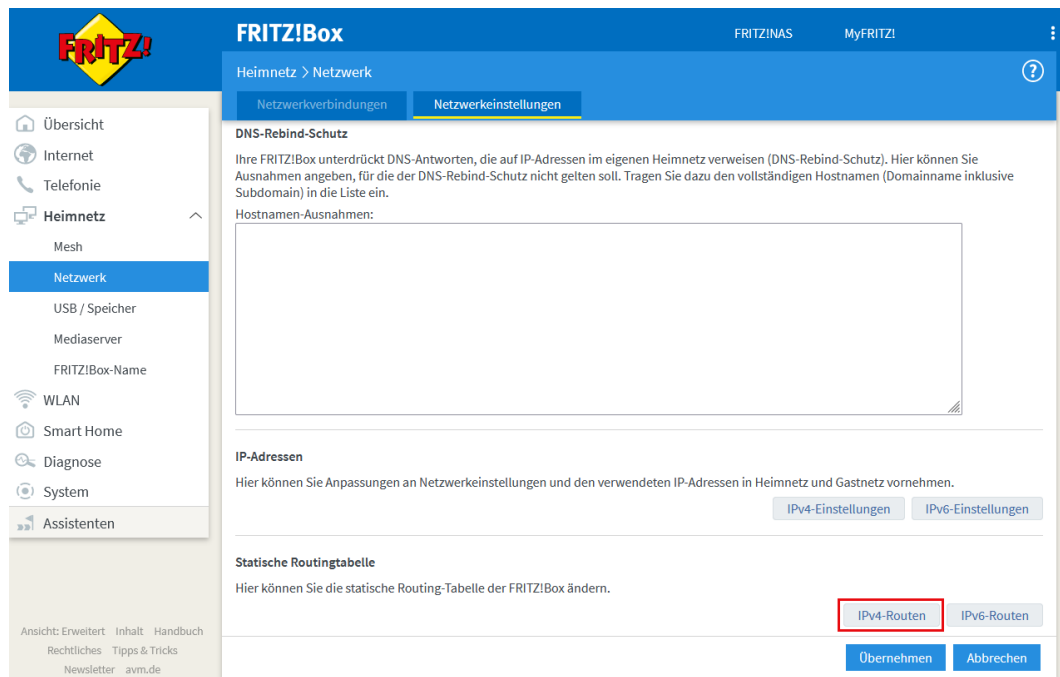 FRITZ!
FRITZ!Box
FRITZ!NAS
MyFRITZ!
Heimnetz > Netzwerk
?
Netzwerkverbindungen
Netzwerkeinstellungen
Übersicht
Internet
Telefonie
Heimnetz
Mesh
Netzwerk
USB / Speicher
Mediaserver
FRITZ!Box-Name
WLAN
Smart Home
Diagnose
System
Assistenten
Ansicht: Erweitert Inhalt Handbuch
Rechtliches Tipps & Tricks
Newsletter avm.de
DNS-Rebind-Schutz
Ihre FRITZ!Box unterdrückt DNS-Antworten, die auf IP-Adressen im eigenen Heimnetz verweisen (DNS-Rebind-Schutz). Hier können Sie
Ausnahmen angeben, für die der DNS-Rebind-Schutz nicht gelten soll. Tragen Sie dazu den vollständigen Hostnamen (Domainname inklusive
Subdomain) in die Liste ein.
Hostnamen-Ausnahmen:
IP-Adressen
Hier können Sie Anpassungen an Netzwerkeinstellungen und den verwendeten IP-Adressen in Heimnetz und Gastnetz vornehmen.
IPv4-Einstellungen
IPv6-Einstellungen
Statische Routingtabelle
Hier können Sie die statische Routing-Tabelle der FRITZ!Box ändern.
IPv4-Routen
IPv6-Routen
Übernehmen
Abbrechen